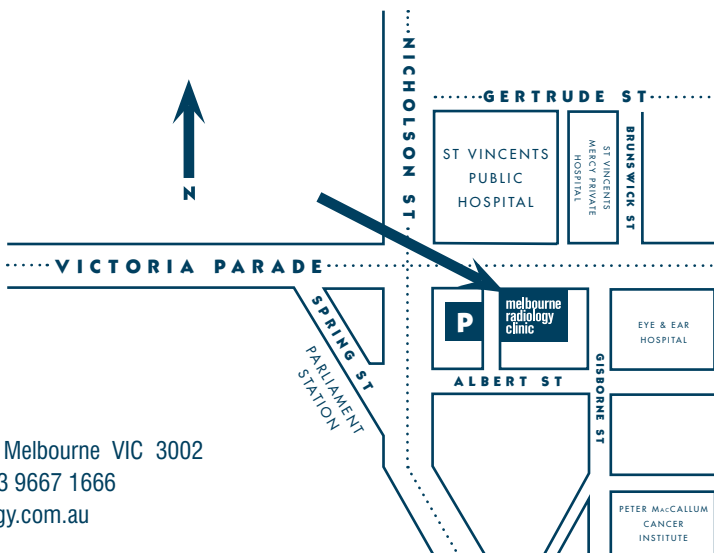 NICHOLSON ST
GERTRUDE ST
ST VINCENTS
PUBLIC
HOSPITAL
ST VINCENTS
MERCY PRIVATE
HOSPITAL
BRUNSWICK ST
N
VICTORIA PARADE
SPRING ST
PARLIAMENT
STATION
P
melbourne
radiology
clinic
EYE & EAR
HOSPITAL
ALBERT ST
GISBORNE ST
Melbourne VIC 3002
3 9667 1666
gy.com.au
PETER MacCALLUM
CANCER
INSTITUTE